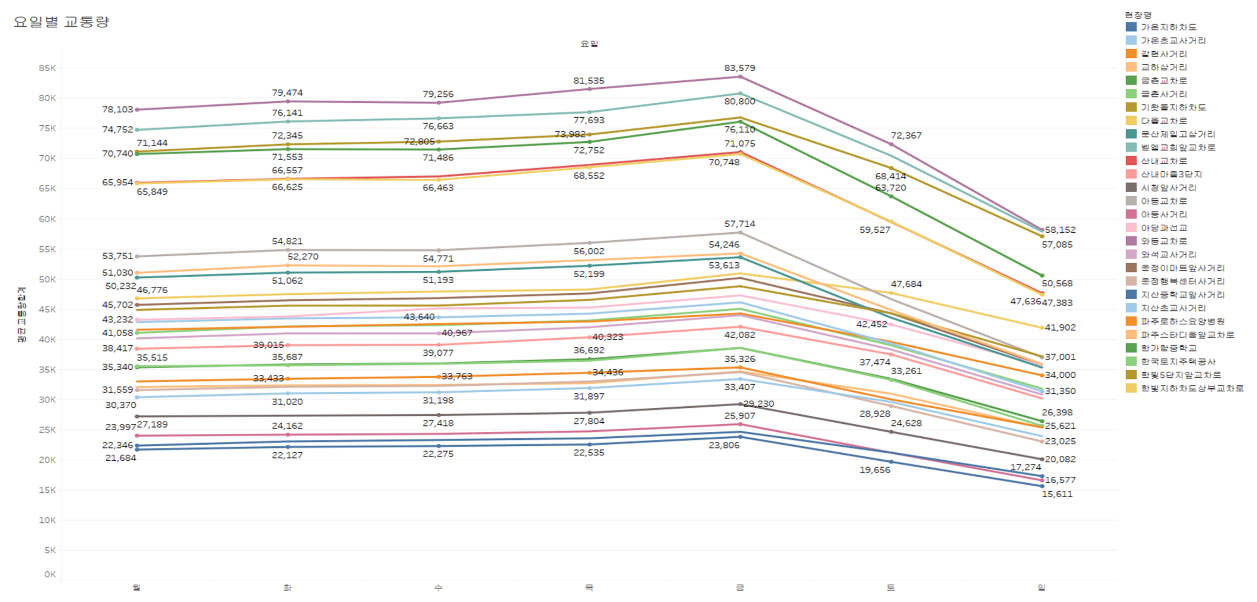 요일별 교통량
요일
85K
80K
75K
70K
65K
60K
55K
50K
45K
40K
35K
30K
25K
20K
15K
10K
5K
0K
83,579
81,535
79,474
79,256
78,103
80,800
77,693
76,141
76,663
74,752
76,110
73,982
72,805
72,345
71,144
72,367
70,740
71,553
71,486
72,752
71,075
70,748
68,552
66,557
66,625
66,463
65,954
65,849
68,414
63,720
59,527
58,152
57,085
57,714
56,002
54,821
54,771
53,751
54,246
53,613
52,270
52,199
51,030
51,062
51,193
50,232
50,568
46,776
47,684
47,636
47,383
45,702
43,232
43,640
42,452
41,902
41,058
40,967
40,323
42,082
38,417
39,015
39,077
37,474
37,001
35,515
35,687
36,692
35,340
35,326
34,436
33,433
33,763
33,407
33,261
34,000
31,559
31,350
31,020
31,198
31,897
30,370
29,230
28,928
27,189
27,418
27,804
26,398
25,907
25,621
24,628
23,997
24,162
23,025
23,806
22,346
22,127
22,275
22,535
21,684
20,082
19,656
17,274
16,577
15,611
월
화
수
목
금
토
일
현장명
가온지하차도
가온초교사거리
갈현사거리
교하삼거리
금촌교차로
금촌사거리
다율교차로
문산제일고삼거리
산내교차로
산내마을3단지
시청앞사거리
야동교차로
야동사거리
야당과선교
와동교차로
와석교사거리
운정이마트앞사거리
운정행복센터사거리
지산중학교앞사거리
지산초교사거리
파주로하스요양병원
파주스타디움앞교차로
한가람중학교
한국토지주택공사
한빛5단지앞교차로
한빛지하차도상부교차로